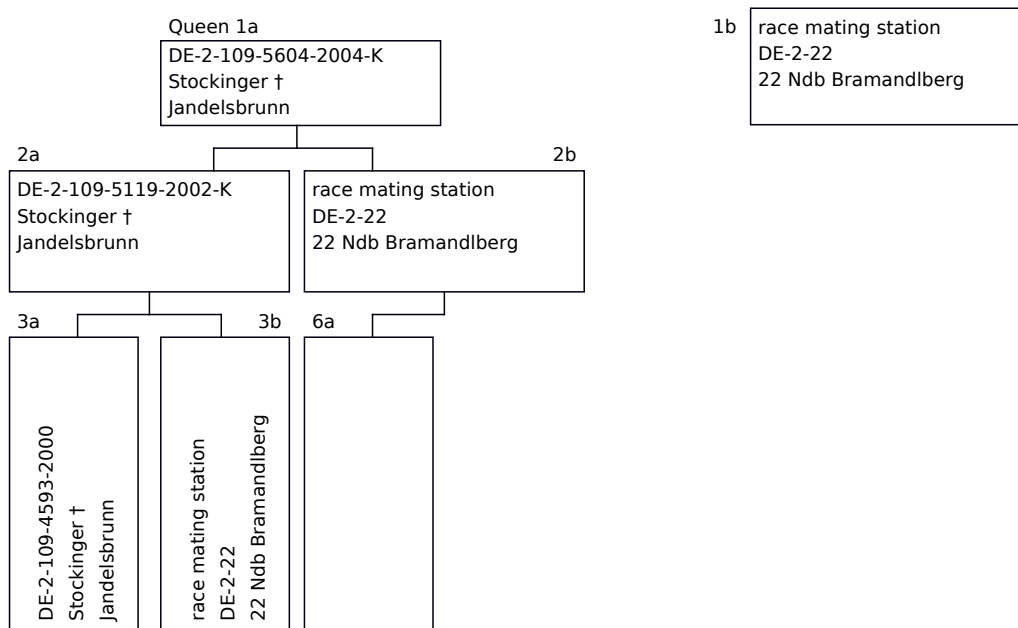 Queen 1a
DE-2-109-5604-2004-K
Stockinger †
Jandelsbrunn
1b
race mating station
DE-2-22
22 Ndb Bramandlberg
2a
DE-2-109-5119-2002-K
Stockinger †
Jandelsbrunn
2b
race mating station
DE-2-22
22 Ndb Bramandlberg
3a
DE-2-109-4593-2000
Stockinger †
Jandelsbrunn
3b
race mating station
DE-2-22
22 Ndb Bramandlberg
6a